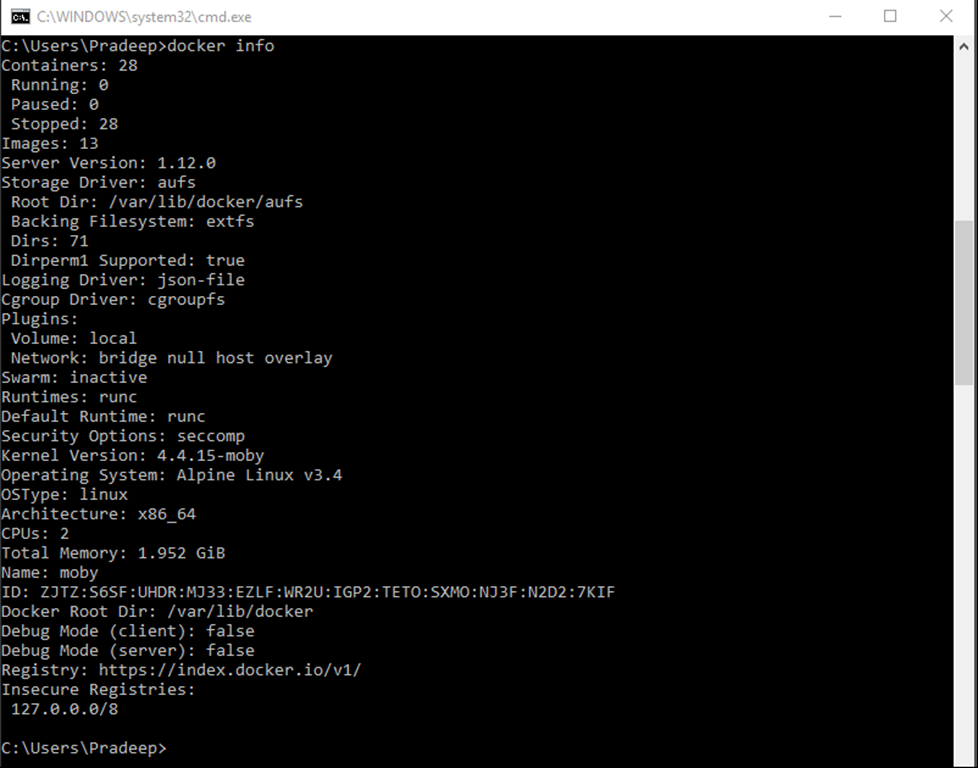 C:\WINDOWS\system32\cmd.exe
C:\Users\Pradeep>docker info
Containers: 28
 Running: 0
 Paused: 0
 Stopped: 28
Images: 13
Server Version: 1.12.0
Storage Driver: aufs
 Root Dir: /var/lib/docker/aufs
 Backing Filesystem: extfs
 Dirs: 71
 Dirperm1 Supported: true
Logging Driver: json-file
Cgroup Driver: cgroupfs
Plugins:
 Volume: local
 Network: bridge null host overlay
Swarm: inactive
Runtimes: runc
Default Runtime: runc
Security Options: seccomp
Kernel Version: 4.4.15-moby
Operating System: Alpine Linux v3.4
OSType: linux
Architecture: x86_64
CPUs: 2
Total Memory: 1.952 GiB
Name: moby
ID: ZJTZ:S6SF:UHDR:MJ33:EZLF:WR2U:IGP2:TETO:SXMO:NJ3F:N2D2:7KIF
Docker Root Dir: /var/lib/docker
Debug Mode (client): false
Debug Mode (server): false
Registry: https://index.docker.io/v1/
Insecure Registries:
 127.0.0.0/8
C:\Users\Pradeep>